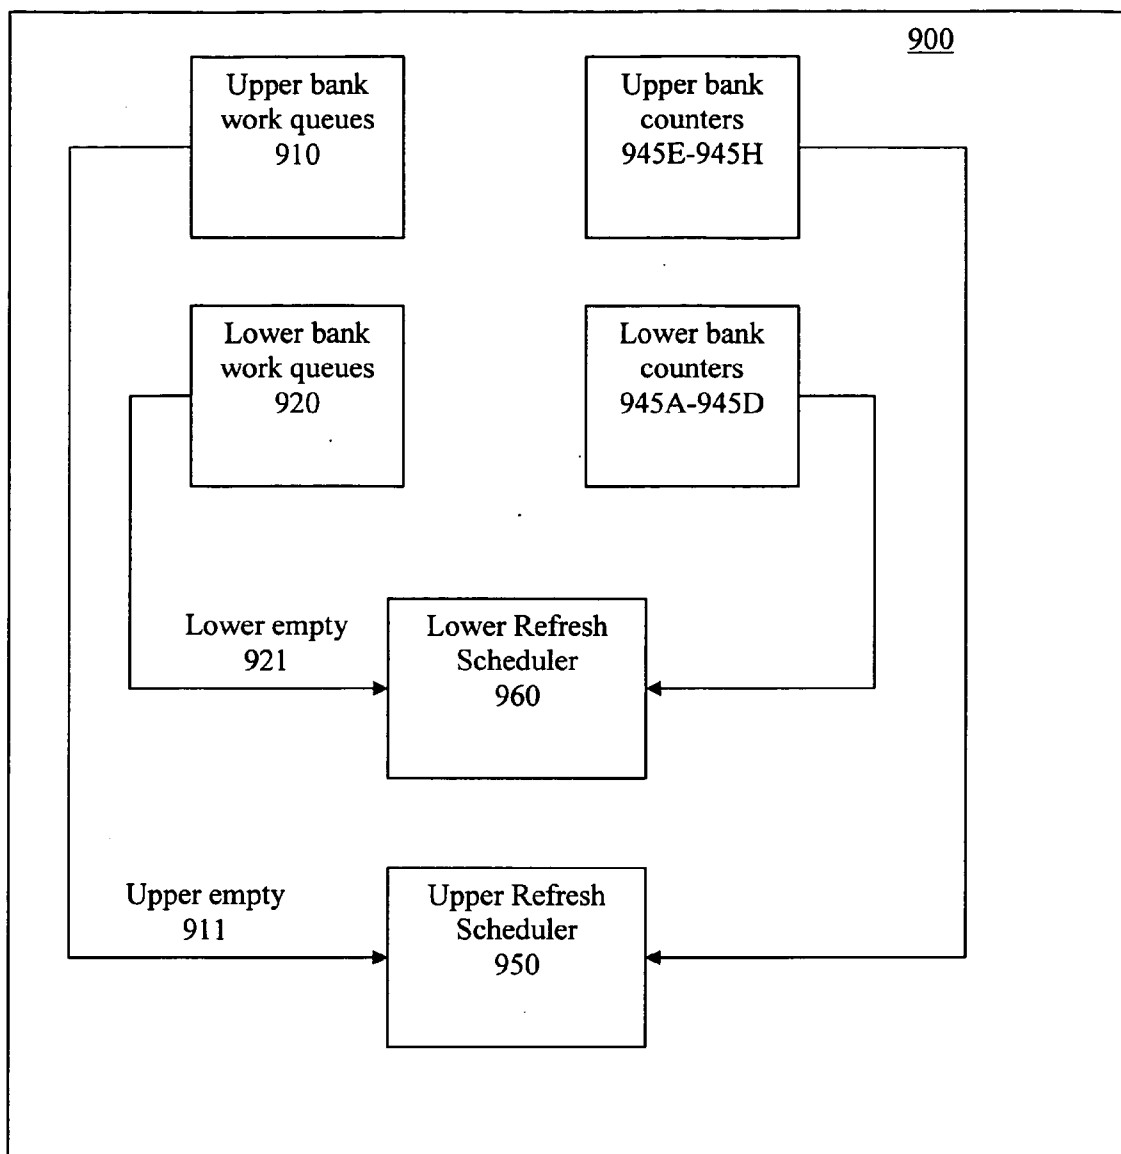 900
Upper bank
work queues
910
Upper bank
counters
945E-945H
Lower bank
work queues
920
Lower bank
counters
945A-945D
Lower empty
921
Lower Refresh
Scheduler
960
Upper empty
911
Upper Refresh
Scheduler
950